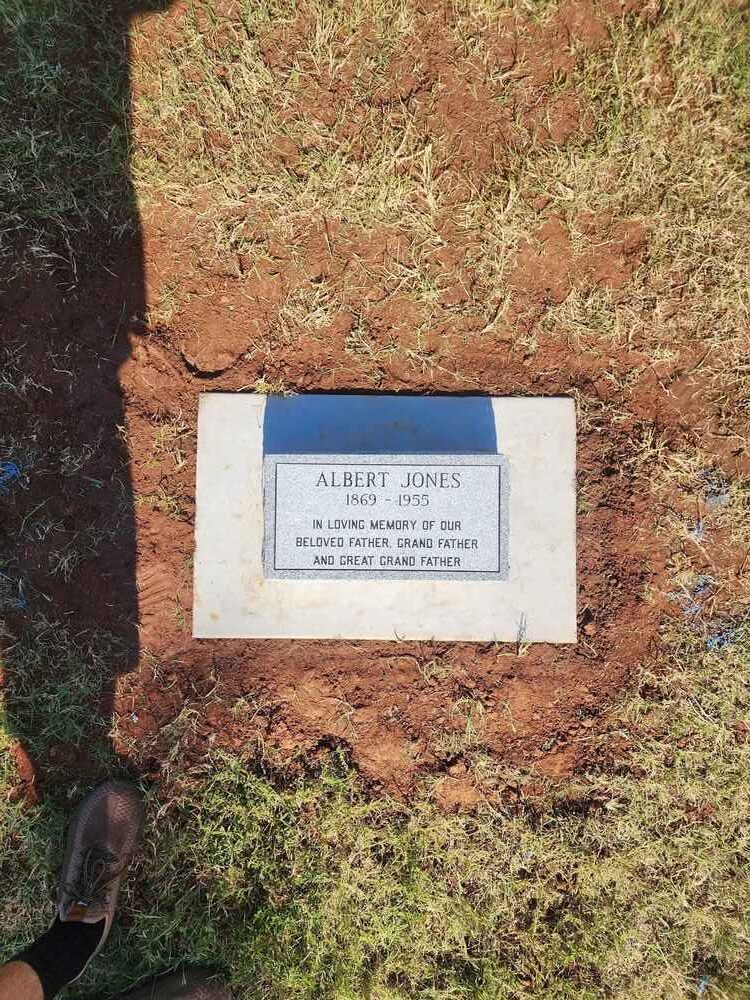 ALBERT JONES
1869 - 1955
IN LOVING MEMORY OF OUR
BELOVED FATHER, GRAND FATHER
AND GREAT GRAND FATHER